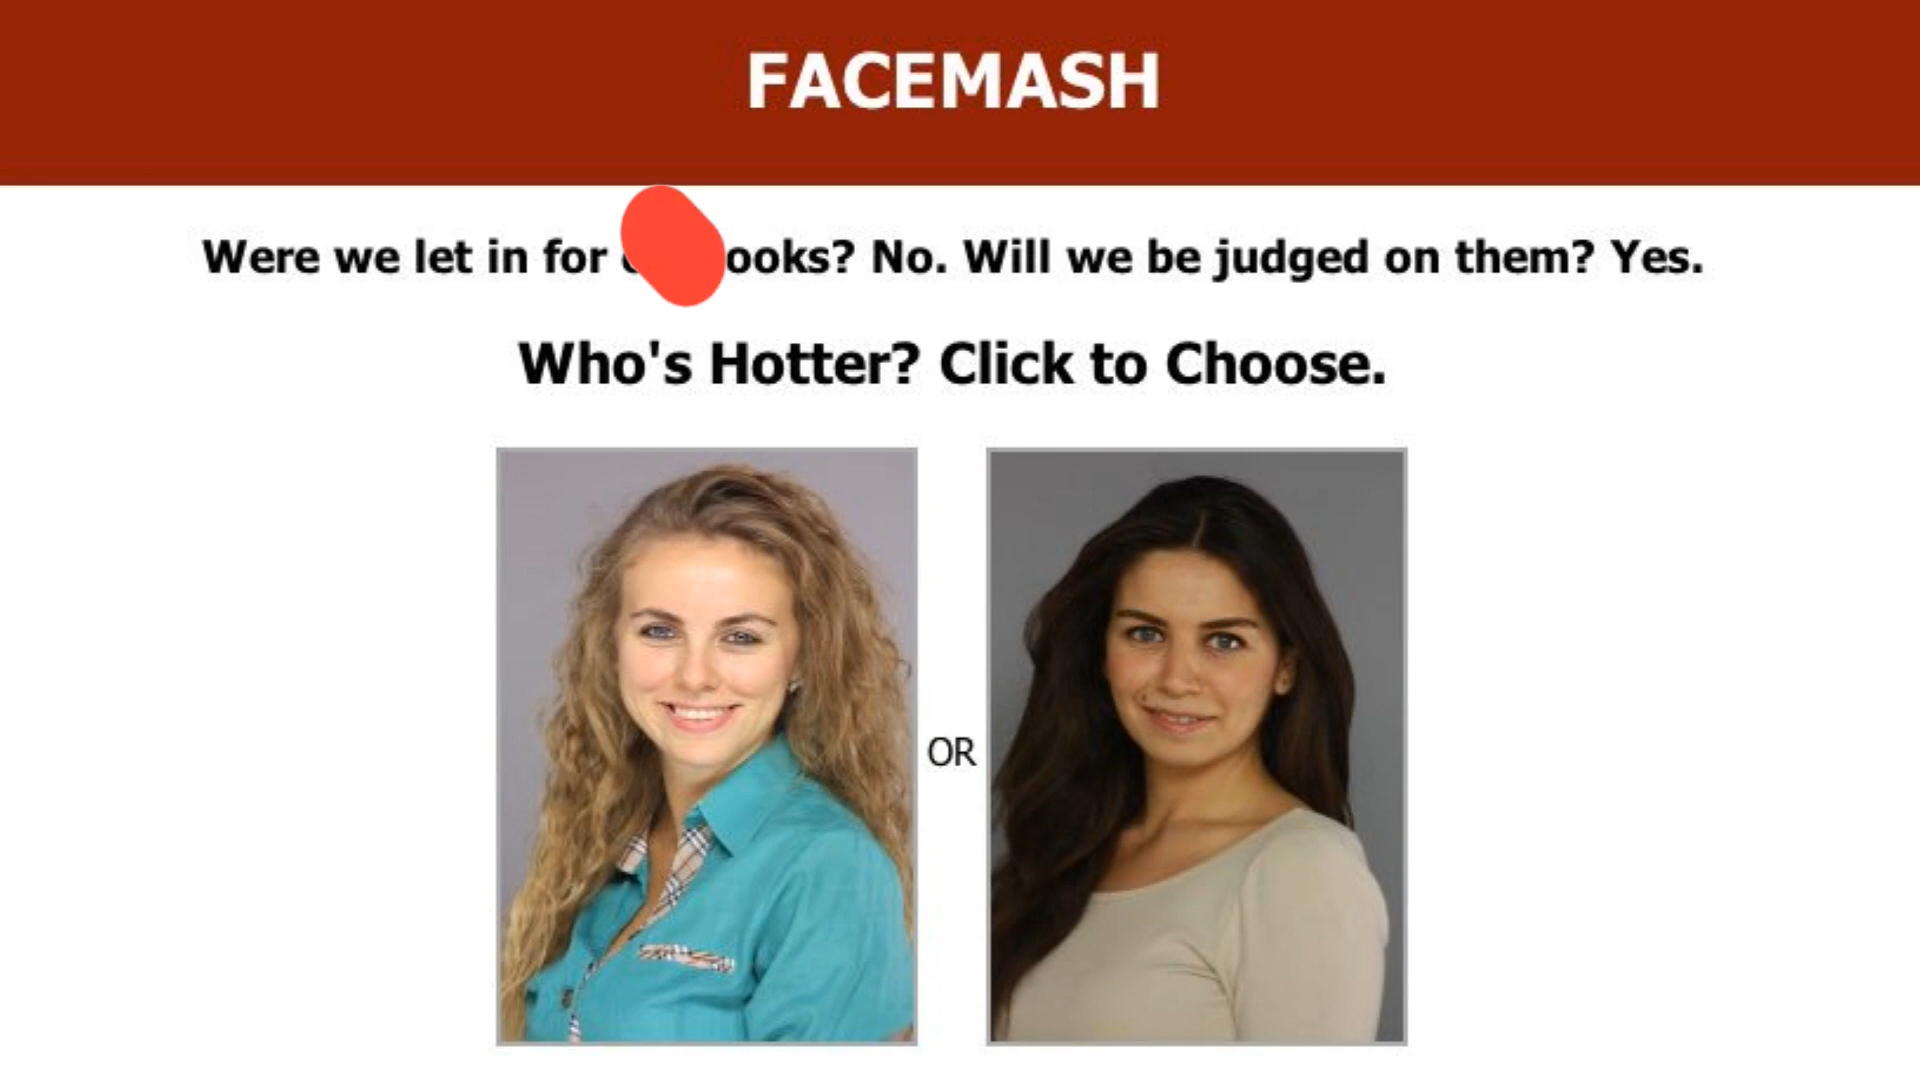 FACEMASH
Were we let in for ooks? No. Will we be judged on them? Yes.
Who's Hotter? Click to Choose.
OR